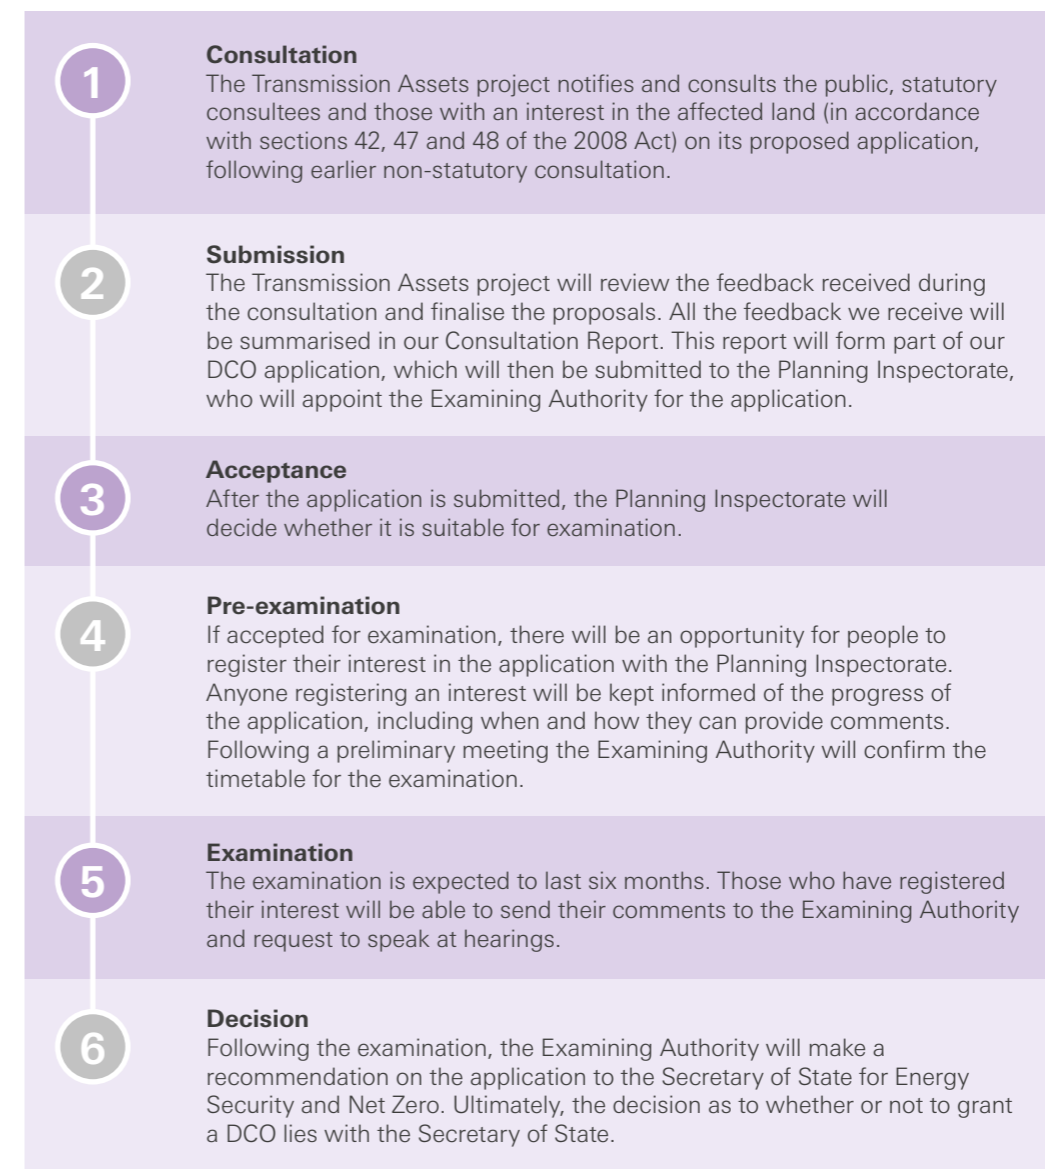 1
Consultation
The Transmission Assets project notifies and consults the public, statutory
consultees and those with an interest in the affected land (in accordance
with sections 42, 47 and 48 of the 2008 Act) on its proposed application,
following earlier non-statutory consultation.
2
Submission
The Transmission Assets project will review the feedback received during
the consultation and finalise the proposals. All the feedback we receive will
be summarised in our Consultation Report. This report will form part of our
DCO application, which will then be submitted to the Planning Inspectorate,
who will appoint the Examining Authority for the application.
3
Acceptance
After the application is submitted, the Planning Inspectorate will
decide whether it is suitable for examination.
4
Pre-examination
If accepted for examination, there will be an opportunity for people to
register their interest in the application with the Planning Inspectorate.
Anyone registering an interest will be kept informed of the progress of
the application, including when and how they can provide comments.
Following a preliminary meeting the Examining Authority will confirm the
timetable for the examination.
5
Examination
The examination is expected to last six months. Those who have registered
their interest will be able to send their comments to the Examining Authority
and request to speak at hearings.
6
Decision
Following the examination, the Examining Authority will make a
recommendation on the application to the Secretary of State for Energy
Security and Net Zero. Ultimately, the decision as to whether or not to grant
a DCO lies with the Secretary of State.